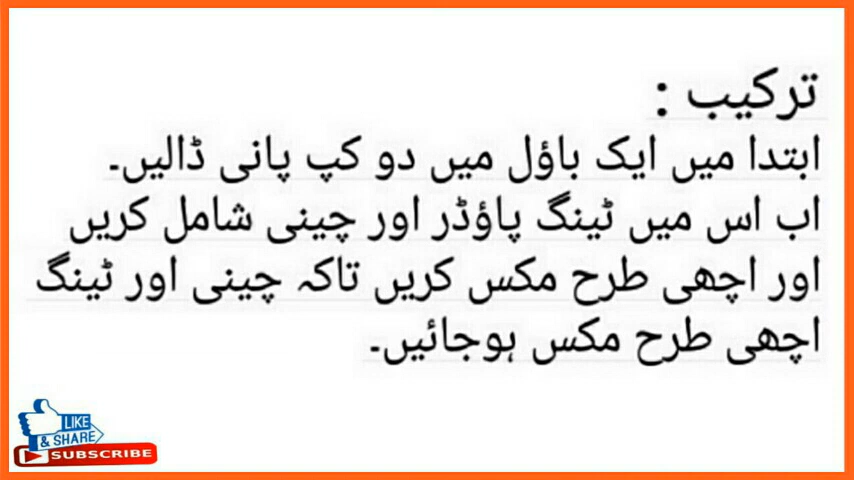 ترکیب :
ابتدا میں ایک باؤل میں دو کپ پانی ڈالیں۔
اب اس میں ٹینگ پاؤڈر اور چینی شامل کریں
اور اچھی طرح مکس کریں تاکہ چینی اور ٹینگ
اچھی طرح مکس ہوجائیں۔
LIKE
& SHARE
SUBSCRIBE